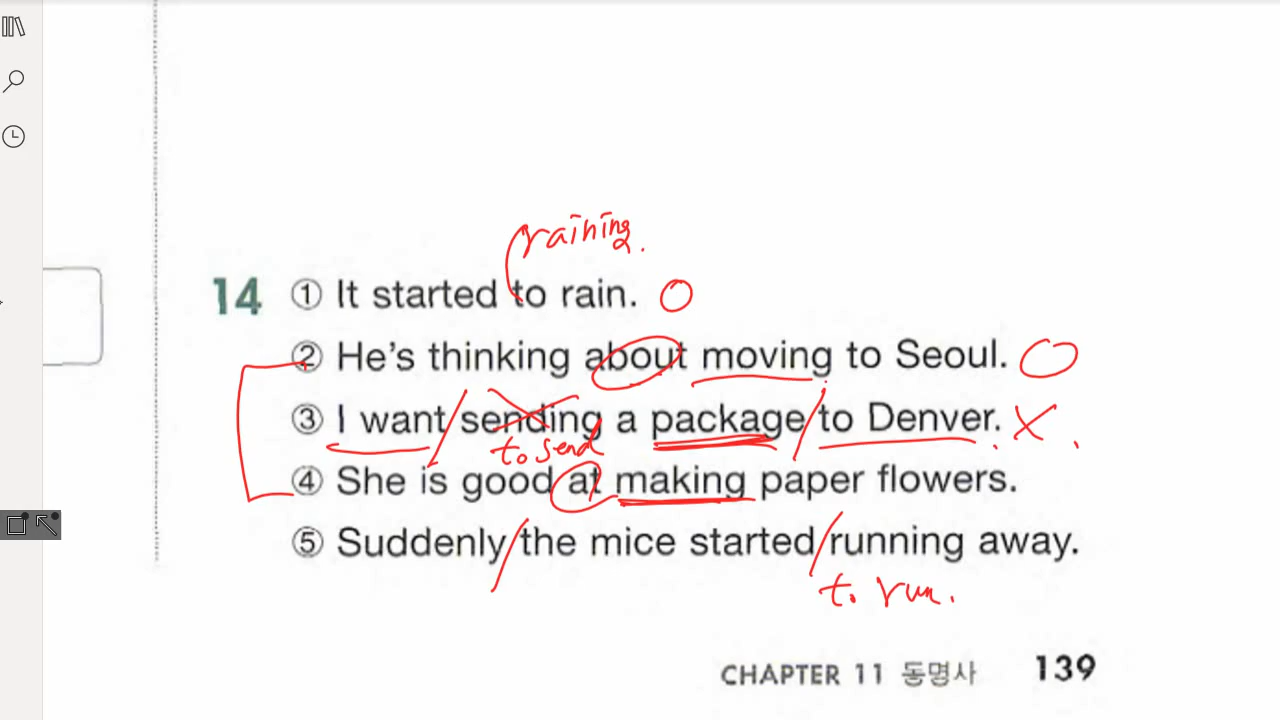 raining.
14 ① It started to rain. O
② He's thinking about moving to Seoul. O
③ I want sending a package to Denver. X.
to send
④ She is good at making paper flowers.
⑤ Suddenly the mice started running away.
to run.
CHAPTER 11 동명사 139